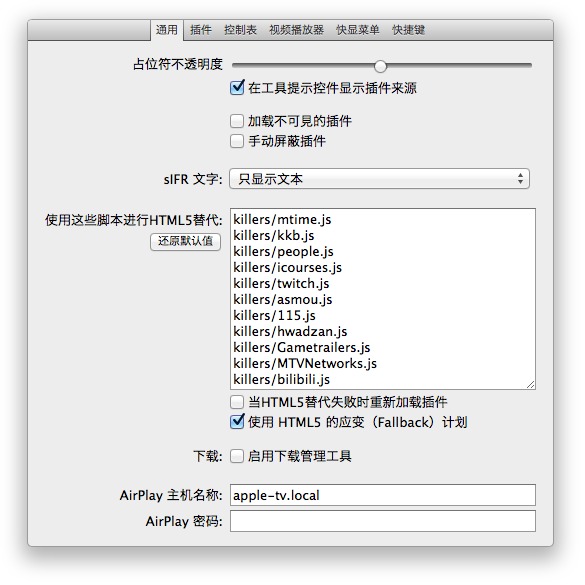 通用 插件 控制表 视频播放器 快显菜单 快捷键
占位符不透明度
在工具提示控件显示插件来源
加载不可見的插件
手动屏蔽插件
sIFR 文字: 只显示文本
使用这些脚本进行HTML5替代:
还原默认值
killers/mtime.js
killers/kkb.js
killers/people.js
killers/icourses.js
killers/twitch.js
killers/asmou.js
killers/115.js
killers/hwadzan.js
killers/Gametrailers.js
killers/MTVNetworks.js
killers/bilibili.js
当HTML5替代失败时重新加载插件
使用 HTML5 的应变（Fallback）计划
下载: 启用下载管理工具
AirPlay 主机名称: apple-tv.local
AirPlay 密码: